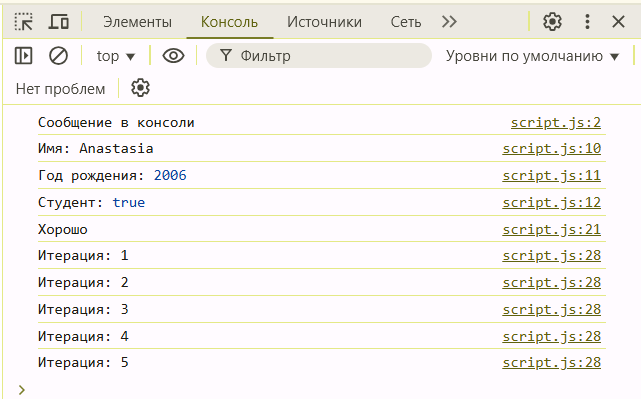 Элементы Консоль Источники Сеть
top Фильтр Уровни по умолчанию
Нет проблем
Сообщение в консоли script.js:2
Имя: Anastasia script.js:10
Год рождения: 2006 script.js:11
Студент: true script.js:12
Хорошо script.js:21
Итерация: 1 script.js:28
Итерация: 2 script.js:28
Итерация: 3 script.js:28
Итерация: 4 script.js:28
Итерация: 5 script.js:28